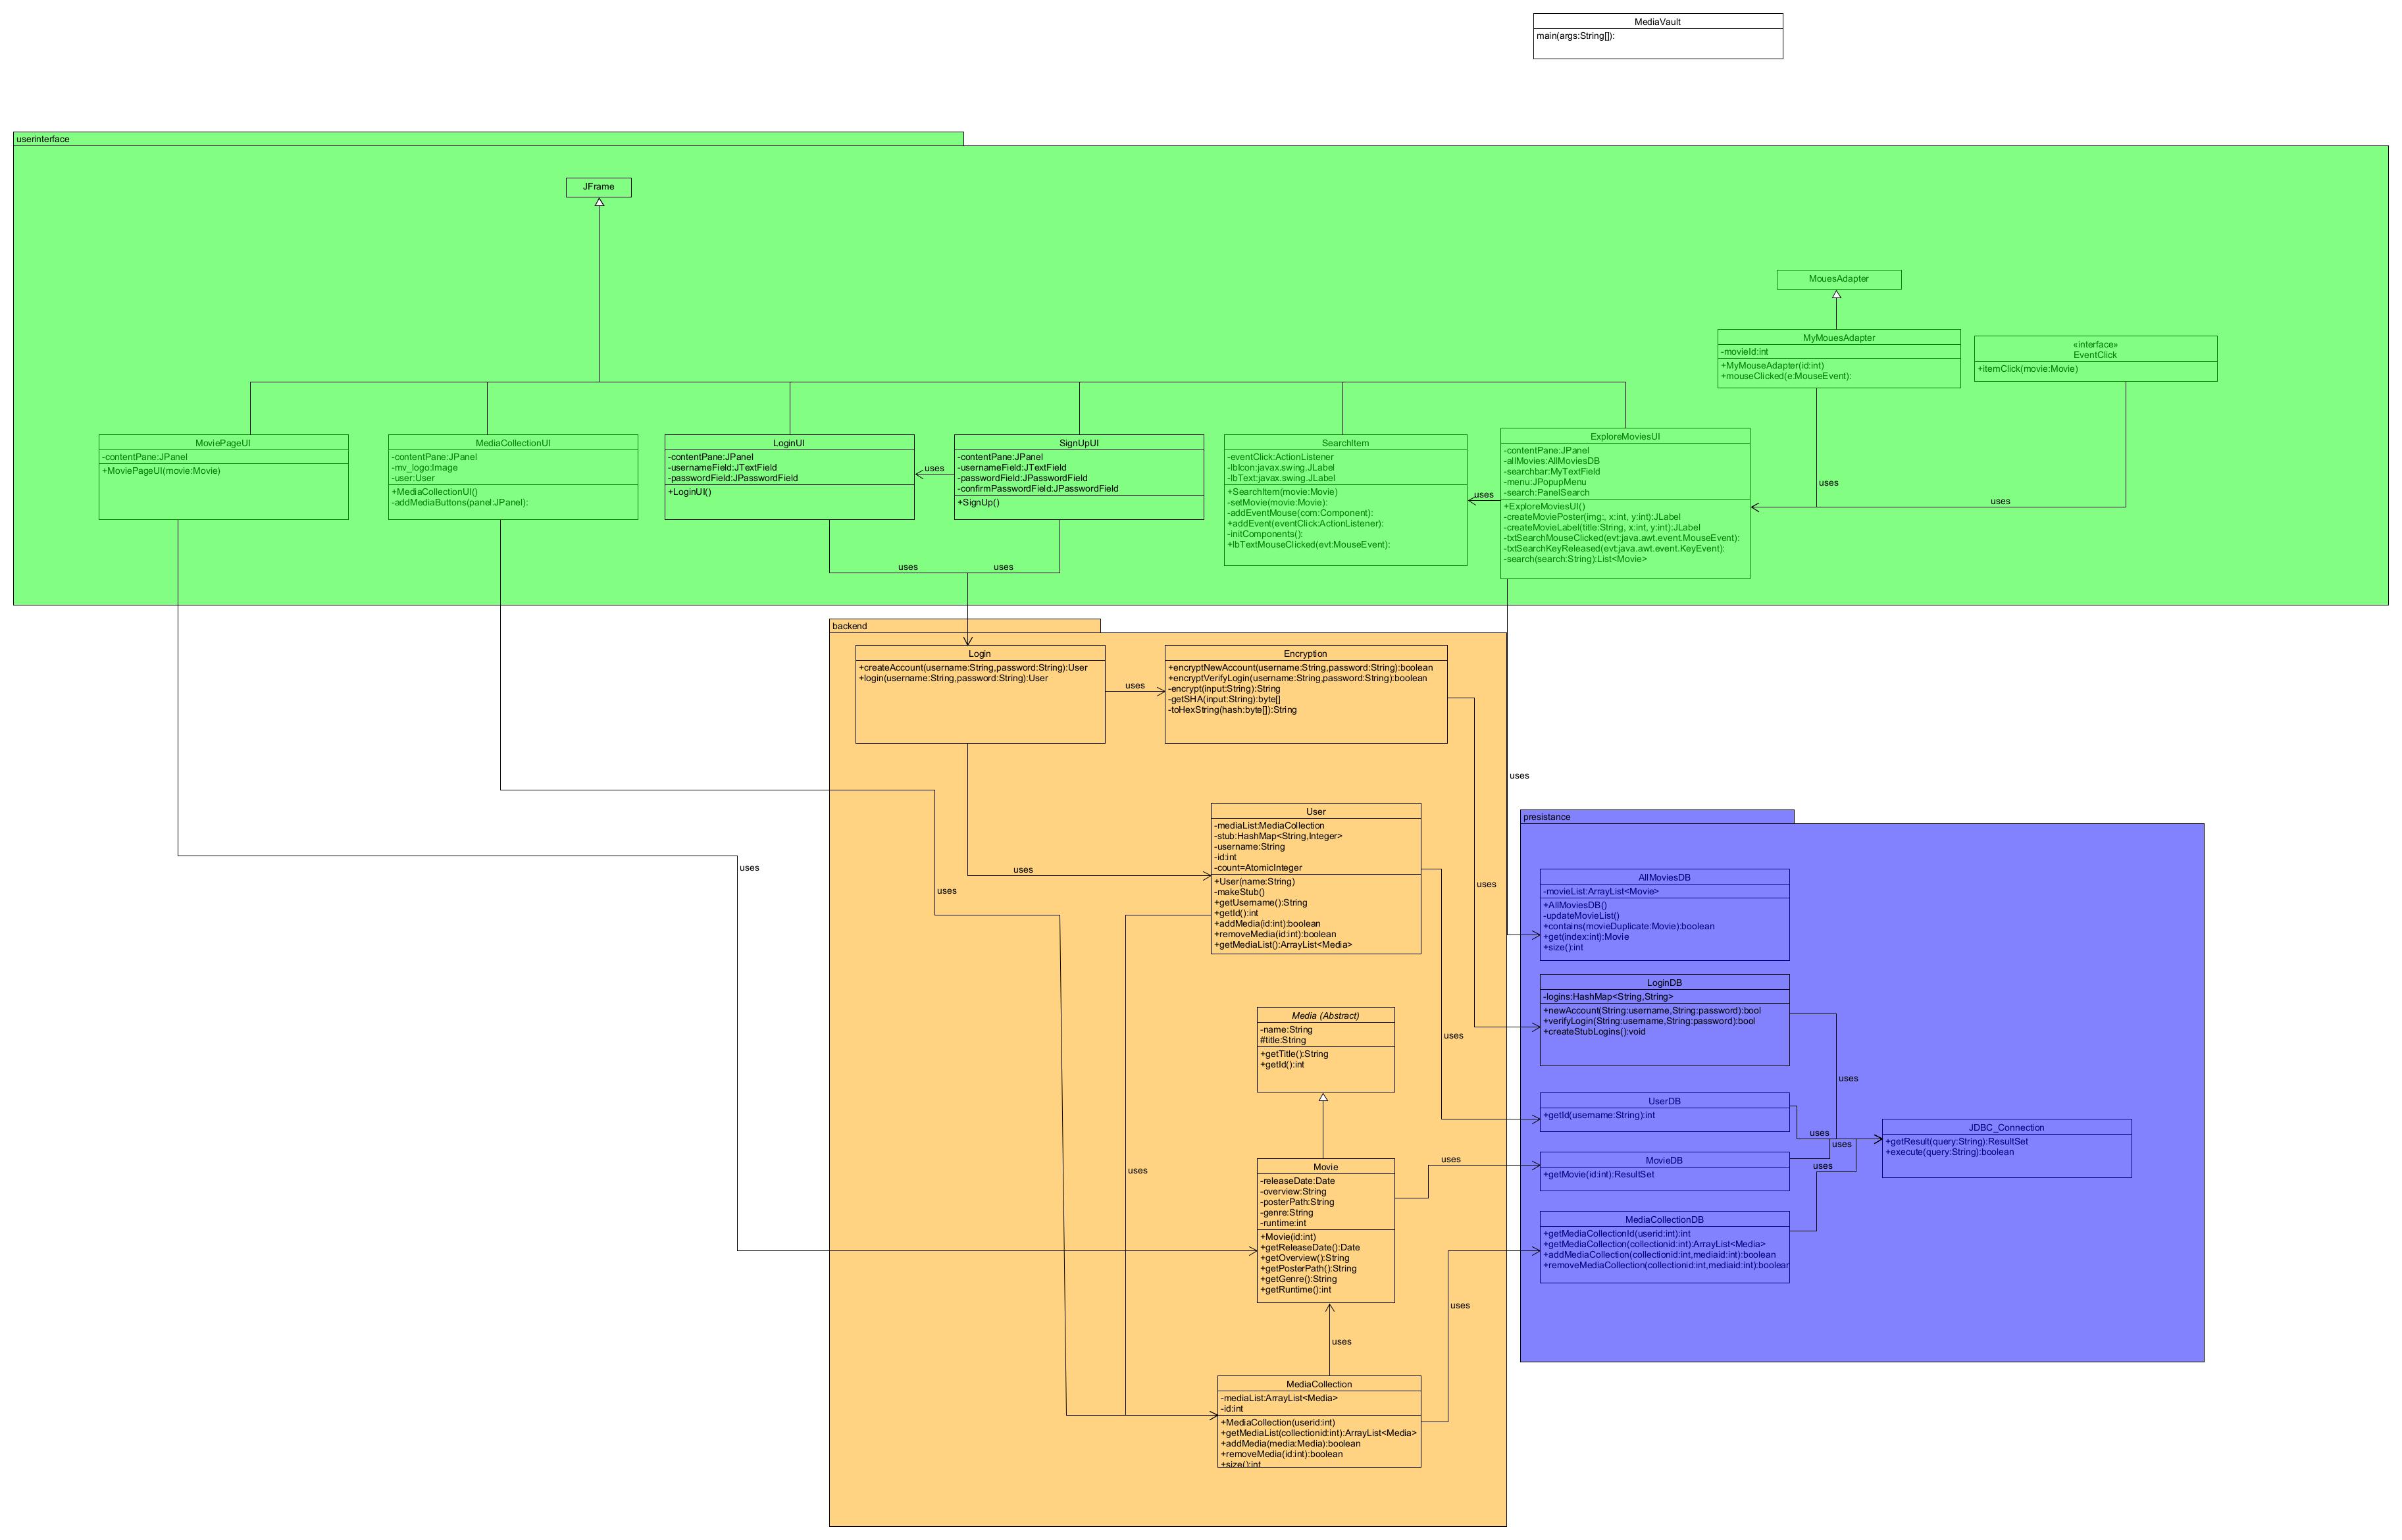 MediaVault
main(args:String[]):
userinterface
JFrame
MouesAdapter
MyMouesAdapter
-movieId:int
+MyMouseAdapter(id:int)
+mouseClicked(e:MouseEvent):
«interface»
EventClick
+itemClick(movie:Movie)
MoviePageUI
-contentPane:JPanel
+MoviePageUI(movie:Movie)
MediaCollectionUI
-contentPane:JPanel
-mv_logo:Image
-user:User
+MediaCollectionUI()
-addMediaButtons(panel:JPanel):
LoginUI
-contentPane:JPanel
-usernameField:JTextField
-passwordField:JPasswordField
+LoginUI()
uses
SignUpUI
-contentPane:JPanel
-usernameField:JTextField
-passwordField:JPasswordField
-confirmPasswordField:JPasswordField
+SignUp()
SearchItem
-eventClick:ActionListener
-lbIcon:javax.swing.JLabel
-lbText:javax.swing.JLabel
+SearchItem(movie:Movie)
-setMovie(movie:Movie):
-addEventMouse(com:Component):
+addEvent(eventClick:ActionListener):
-initComponents():
+lbTextMouseClicked(evt:MouseEvent):
uses
ExploreMoviesUI
-contentPane:JPanel
-allMovies:AllMoviesDB
-searchbar:MyTextField
-menu:JPopupMenu
-search:PanelSearch
+ExploreMoviesUI()
-createMoviePoster(img:, x:int, y:int):JLabel
-createMovieLabel(title:String, x:int, y:int):JLabel
-txtSearchMouseClicked(evt:java.awt.event.MouseEvent):
-txtSearchKeyReleased(evt:java.awt.event.KeyEvent):
-search(search:String):List<Movie>
uses
uses
uses
uses
backend
Login
+createAccount(username:String,password:String):User
+login(username:String,password:String):User
uses
Encryption
+encryptNewAccount(username:String,password:String):boolean
+encryptVerifyLogin(username:String,password:String):boolean
-encrypt(input:String):String
-getSHA(input:String):byte[]
-toHexString(hash:byte[]):String
uses
User
-mediaList:MediaCollection
-stub:HashMap<String,Integer>
-username:String
-id:int
-count=AtomicInteger
+User(name:String)
-makeStub()
+getUsername():String
+getId():int
+addMedia(id:int):boolean
+removeMedia(id:int):boolean
+getMediaList():ArrayList<Media>
uses
uses
uses
uses
presistance
AllMoviesDB
-movieList:ArrayList<Movie>
+AllMoviesDB()
-updateMovieList()
+contains(movieDuplicate:Movie):boolean
+get(index:int):Movie
+size():int
LoginDB
-logins:HashMap<String,String>
+newAccount(String:username,String:password):bool
+verifyLogin(String:username,String:password):bool
+createStubLogins():void
Media (Abstract)
-name:String
#title:String
+getTitle():String
+getId():int
uses
uses
UserDB
+getId(username:String):int
uses
uses
JDBC_Connection
+getResult(query:String):ResultSet
+execute(query:String):boolean
MovieDB
+getMovie(id:int):ResultSet
uses
Movie
-releaseDate:Date
-overview:String
-posterPath:String
-genre:String
-runtime:int
+Movie(id:int)
+getReleaseDate():Date
+getOverview():String
+getPosterPath():String
+getGenre():String
+getRuntime():int
uses
uses
MediaCollectionDB
+getMediaCollectionId(userid:int):int
+getMediaCollection(collectionid:int):ArrayList<Media>
+addMediaCollection(collectionid:int,mediaid:int):boolean
+removeMediaCollection(collectionid:int,mediaid:int):boolean
uses
uses
MediaCollection
-mediaList:ArrayList<Media>
-id:int
+MediaCollection(userid:int)
+getMediaList(collectionid:int):ArrayList<Media>
+addMedia(media:Media):boolean
+removeMedia(id:int):boolean
+size():int